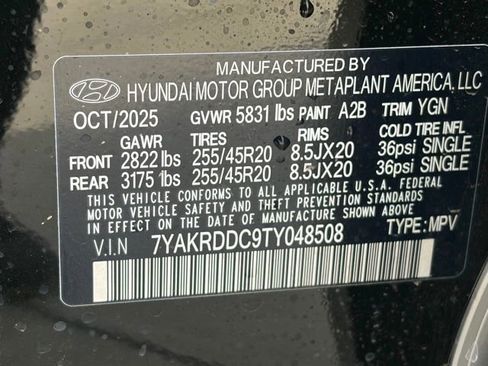 MANUFACTURED BY
HYUNDAI MOTOR GROUP METAPLANT AMERICA, LLC
OCT/2025 GVWR 5831 lbs PAINT A2B TRIM YGN
GAWR TIRES RIMS COLD TIRE INFL
FRONT 2822 lbs 255/45R20 8.5JX20 36psi SINGLE
REAR 3175 lbs 255/45R20 8.5JX20 36psi SINGLE
THIS VEHICLE CONFORMS TO ALL APPLICABLE U.S.A. FEDERAL
MOTOR VEHICLE SAFETY, BUMPER, AND THEFT PREVENTION STANDARDS
IN EFFECT ON THE DATE OF MANUFACTURE SHOWN ABOVE.
V.I.N 7YAKRDDC9TY048508 TYPE: MPV